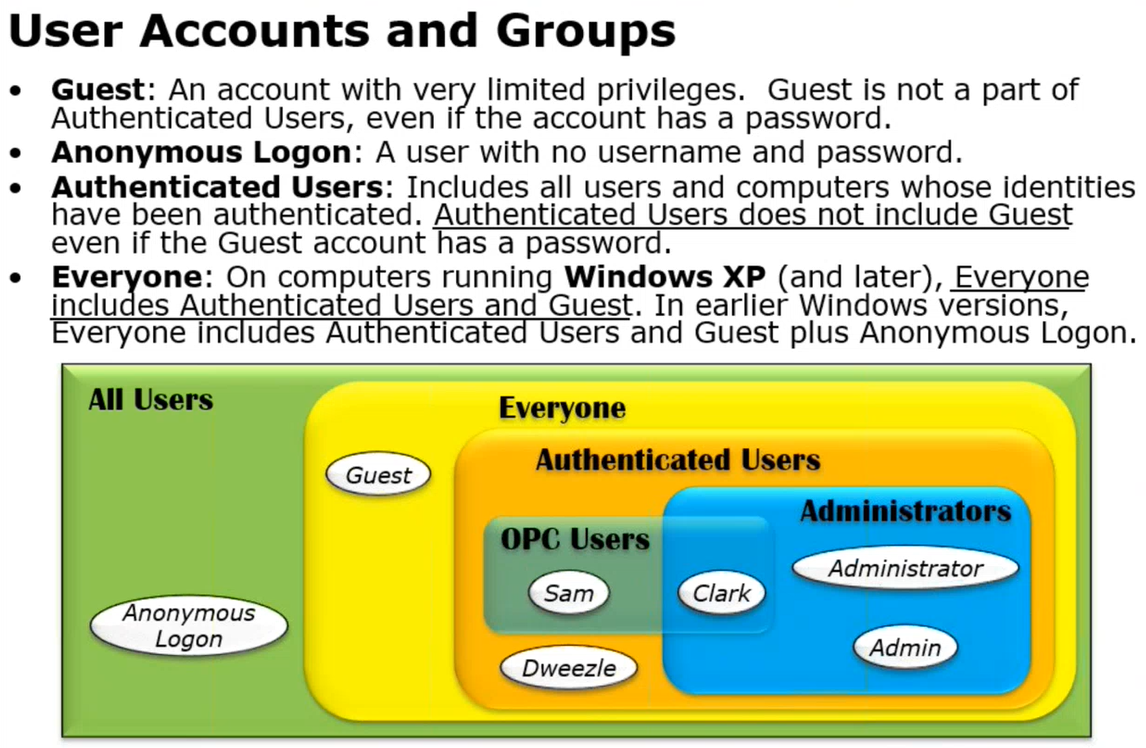 User Accounts and Groups
• Guest: An account with very limited privileges.  Guest is not a part of
Authenticated Users, even if the account has a password.
• Anonymous Logon: A user with no username and password.
• Authenticated Users: Includes all users and computers whose identities
have been authenticated. Authenticated Users does not include Guest
even if the Guest account has a password.
• Everyone: On computers running Windows XP (and later), Everyone
includes Authenticated Users and Guest. In earlier Windows versions,
Everyone includes Authenticated Users and Guest plus Anonymous Logon.
All Users
Everyone
Authenticated Users
Guest
Administrators
OPC Users
Administrator
Sam
Clark
Anonymous
Logon
Admin
Dweezle